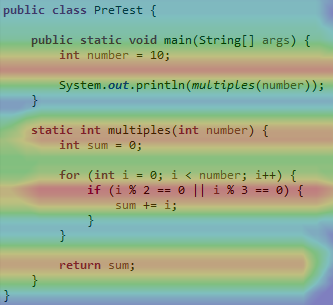 public class PreTest {
public static void main(String[] args) {
int number = 10;
System.out.println(multiples(number));
}
static int multiples(int number) {
int sum = 0;
for (int i = 0; i < number; i++) {
if (i % 2 == 0 || i % 3 == 0) {
sum += i;
}
}
return sum;
}
}